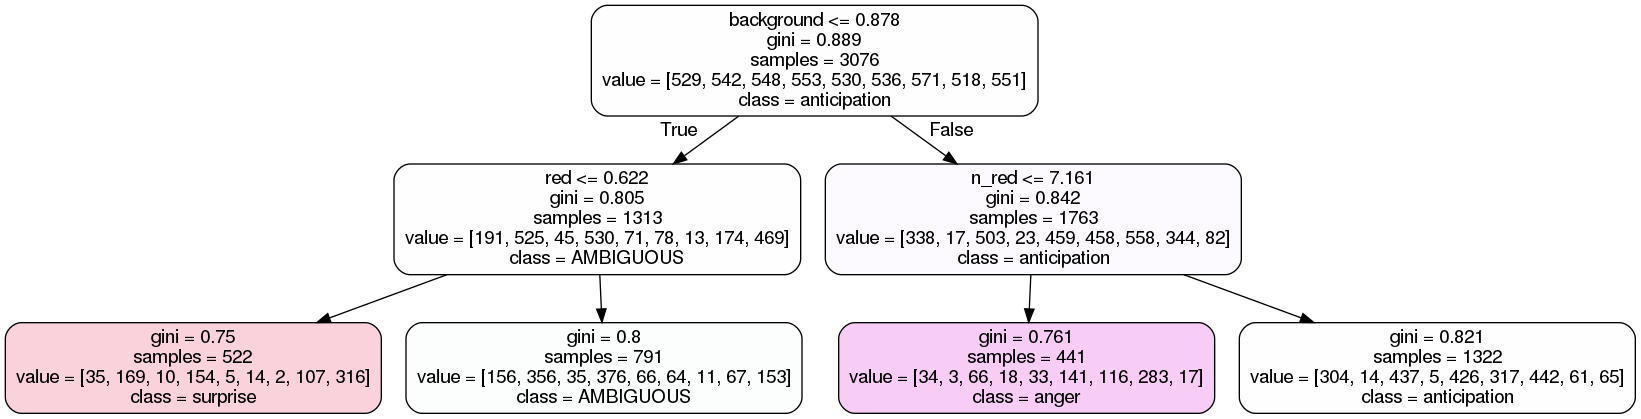 background <= 0.878
gini = 0.889
samples = 3076
value = [529, 542, 548, 553, 530, 536, 571, 518, 551]
class = anticipation
True
False
red <= 0.622
gini = 0.805
samples = 1313
value = [191, 525, 45, 530, 71, 78, 13, 174, 469]
class = AMBIGUOUS
n_red <= 7.161
gini = 0.842
samples = 1763
value = [338, 17, 503, 23, 459, 458, 558, 344, 82]
class = anticipation
gini = 0.75
samples = 522
value = [35, 169, 10, 154, 5, 14, 2, 107, 316]
class = surprise
gini = 0.8
samples = 791
value = [156, 356, 35, 376, 66, 64, 11, 67, 153]
class = AMBIGUOUS
gini = 0.761
samples = 441
value = [34, 3, 66, 18, 33, 141, 116, 283, 17]
class = anger
gini = 0.821
samples = 1322
value = [304, 14, 437, 5, 426, 317, 442, 61, 65]
class = anticipation